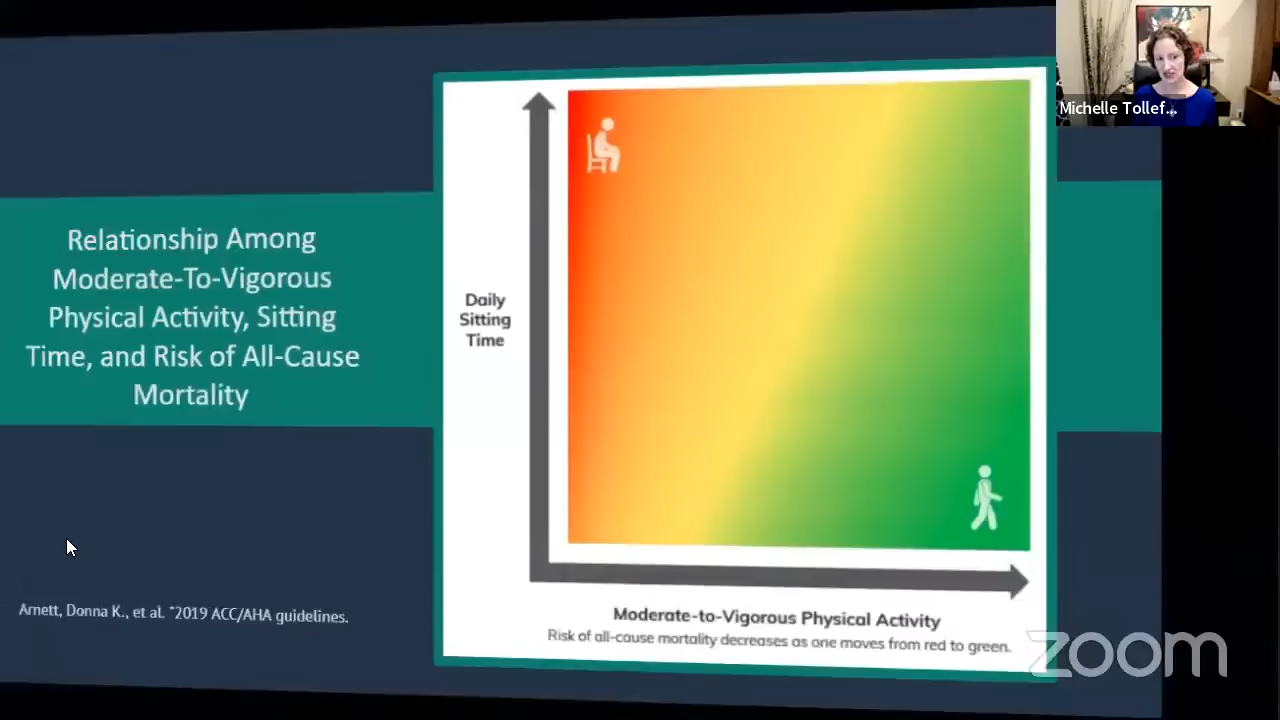 Michelle Tollef...
Relationship Among
Moderate-To-Vigorous
Physical Activity, Sitting
Time, and Risk of All-Cause
Mortality
Daily
Sitting
Time
Moderate-to-Vigorous Physical Activity
Risk of all-cause mortality decreases as one moves from red to green.
Arnett, Donna K., et al. "2019 ACC/AHA guidelines.
zoom